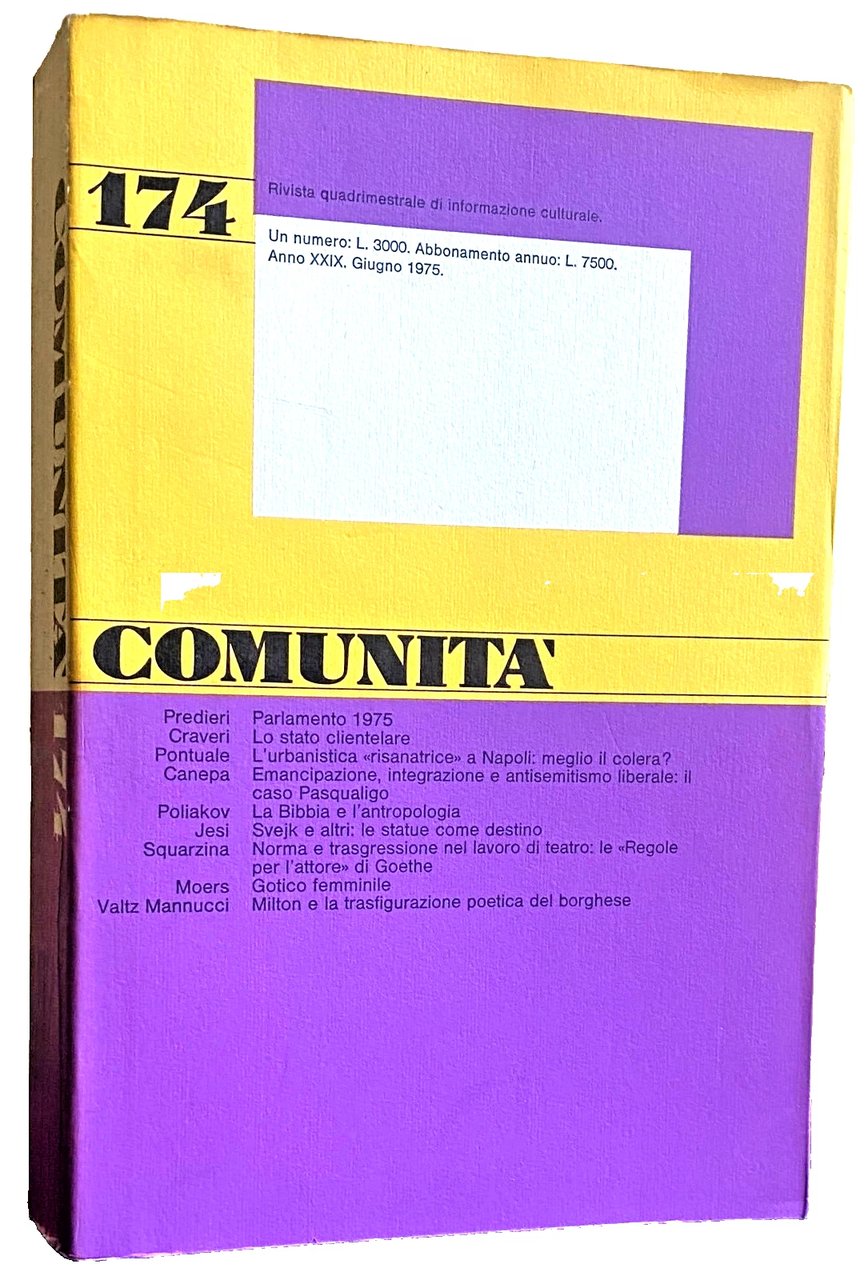 174
Rivista quadrimestrale di informazione culturale.
Un numero: L. 3000. Abbonamento annuo: L. 7500.
Anno XXIX. Giugno 1975.
COMUNITA'
Predieri Parlamento 1975
Craveri Lo stato clientelare
Pontuale L'urbanistica «risanatrice» a Napoli: meglio il colera?
Canepa Emancipazione, integrazione e antisemitismo liberale: il
caso Pasqualigo
Poliakov La Bibbia e l'antropologia
Jesi Svejk e altri: le statue come destino
Squarzina Norma e trasgressione nel lavoro di teatro: le «Regole
per l'attore» di Goethe
Moers Gotico femminile
Valtz Mannucci Milton e la trasfigurazione poetica del borghese
COMUNITA' 174